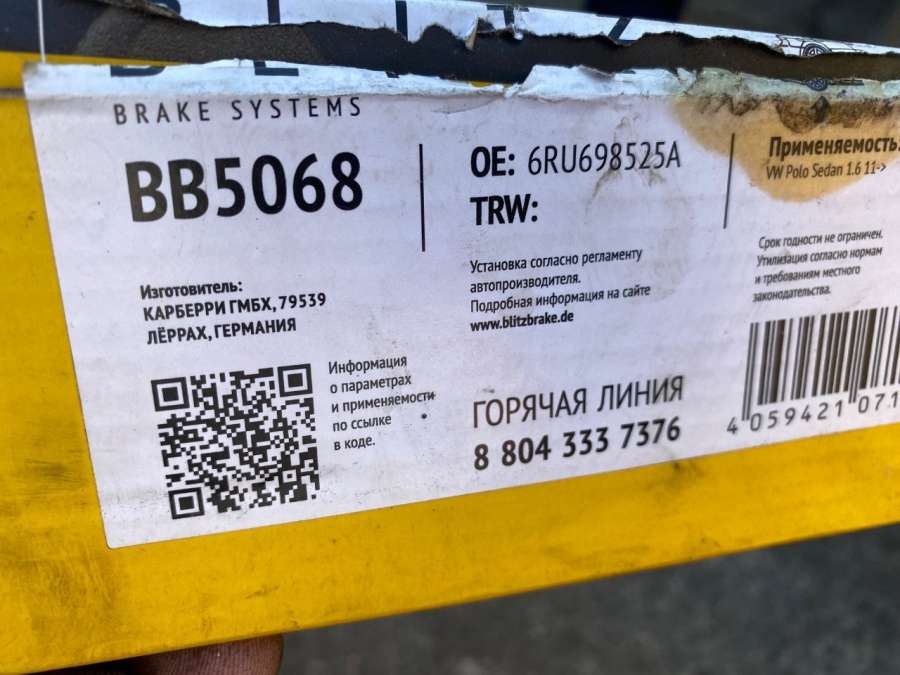 BRAKE SYSTEMS
BB5068
Изготовитель:
КАРБЕРРИ ГМБХ, 79539
ЛЁРРАХ, ГЕРМАНИЯ
Информация
о параметрах
и применяемости
по ссылке
в коде.
OE: 6RU698525A
TRW:
Установка согласно регламенту
автопроизводителя.
Подробная информация на сайте
www.blitzbrake.de
ГОРЯЧАЯ ЛИНИЯ
8 804 333 7376
Применяемость:
VW Polo Sedan 1.6 11->
Срок годности не ограничен.
Утилизация согласно нормам
и требованиям местного
законодательства.
4 059421 071